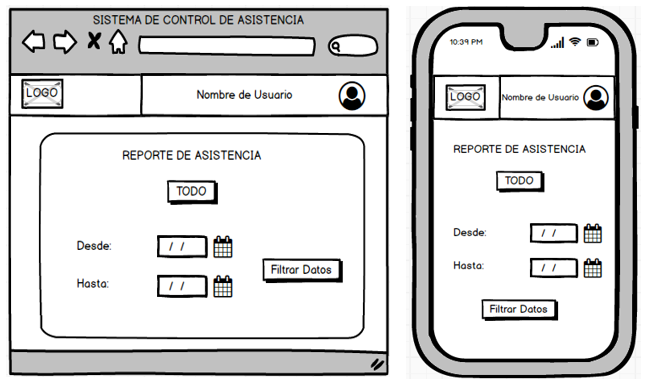 SISTEMA DE CONTROL DE ASISTENCIA
LOGO
Nombre de Usuario
REPORTE DE ASISTENCIA
TODO
Desde:
/ /
Hasta:
/ /
Filtrar Datos
10:39 PM
LOGO
Nombre de Usuario
REPORTE DE ASISTENCIA
TODO
Desde:
/ /
Hasta:
/ /
Filtrar Datos